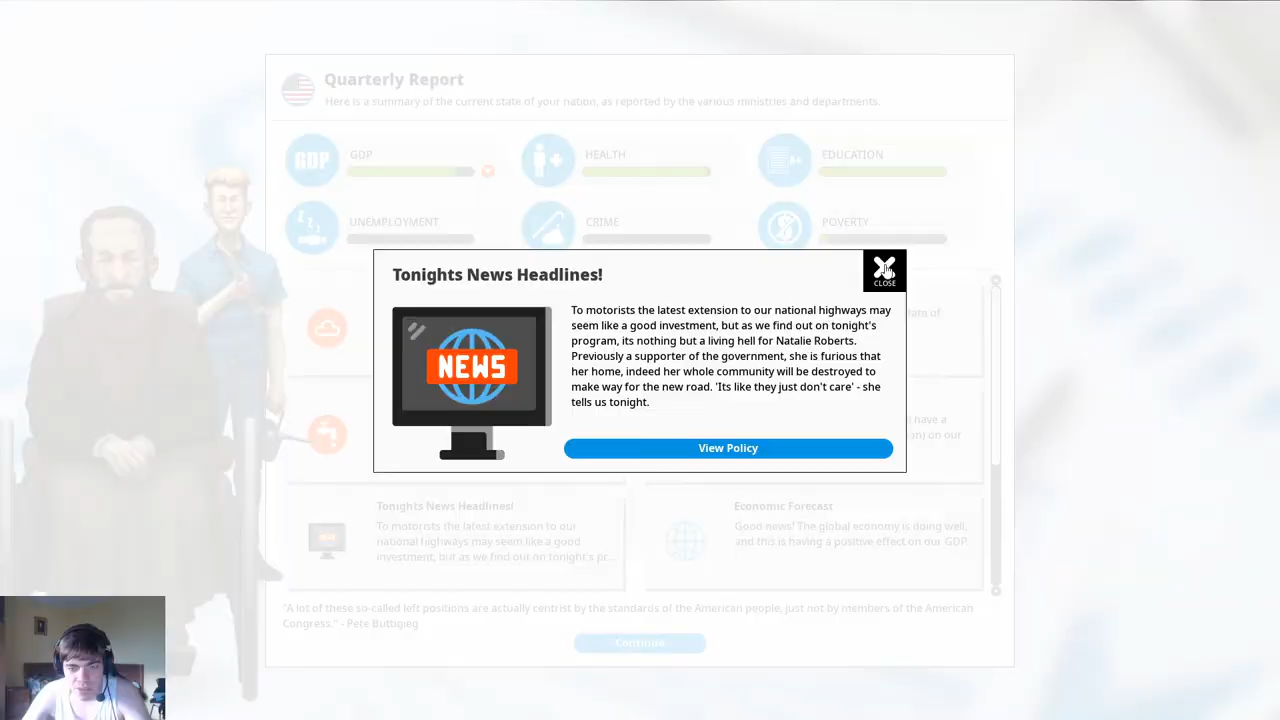 Quarterly Report
Here is a summary of the current state of your nation, as reported by the various ministries and departments.
GDP
GDP
HEALTH
EDUCATION
UNEMPLOYMENT
CRIME
POVERTY
Tonights News Headlines!
CLOSE
NEWS
To motorists the latest extension to our national highways may
seem like a good investment, but as we find out on tonight's
program, its nothing but a living hell for Natalie Roberts.
Previously a supporter of the government, she is furious that
her home, indeed her whole community will be destroyed to
make way for the new road. 'Its like they just don't care' - she
tells us tonight.
View Policy
of
have a
on our
Tonights News Headlines!
To motorists the latest extension to our
national highways may seem like a good
investment, but as we find out on tonight's pr...
Economic Forecast
Good news! The global economy is doing well,
and this is having a positive effect on our GDP.
"A lot of these so-called left positions are actually centrist by the standards of the American people, just not by members of the American
Congress." - Pete Buttigieg
Continue